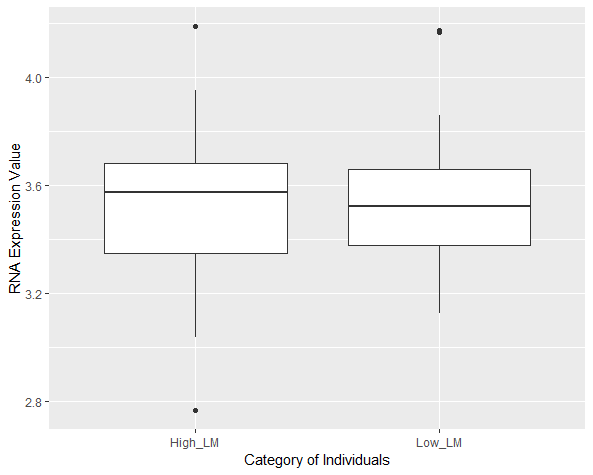 RNA Expression Value
4.0
3.6
3.2
2.8
High_LM
Low_LM
Category of Individuals